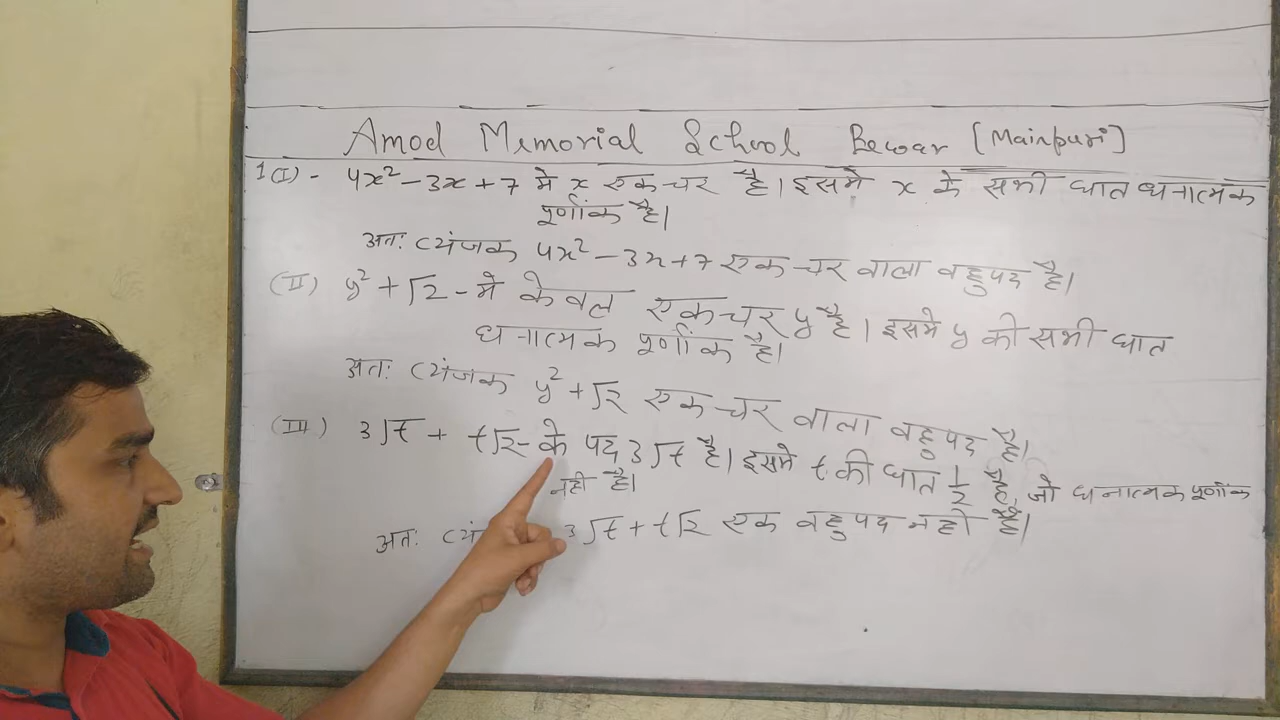 Amod Memorial School Bewar [Mainpuri]
1(I) - 4x² - 3x + 7 मे x एक चर है। इसमे x के सभी घात धनात्मक
पूर्णांक है।
अतः व्यंजक 4x² - 3x + 7 एक चर वाला बहुपद है।
(II) y² + √2 - मे केवल एक चर y है। इसमे y की सभी घात
धनात्मक पूर्णांक है।
अतः व्यंजक y² + √2 एक चर वाला बहुपद है।
(III) 3√t + t√2 - के पद 3√t है। इसमे t की घात 1/2 है, जो धनात्मक पूर्णांक
नही है।
अतः 3√t + t√2 एक बहुपद नही है।